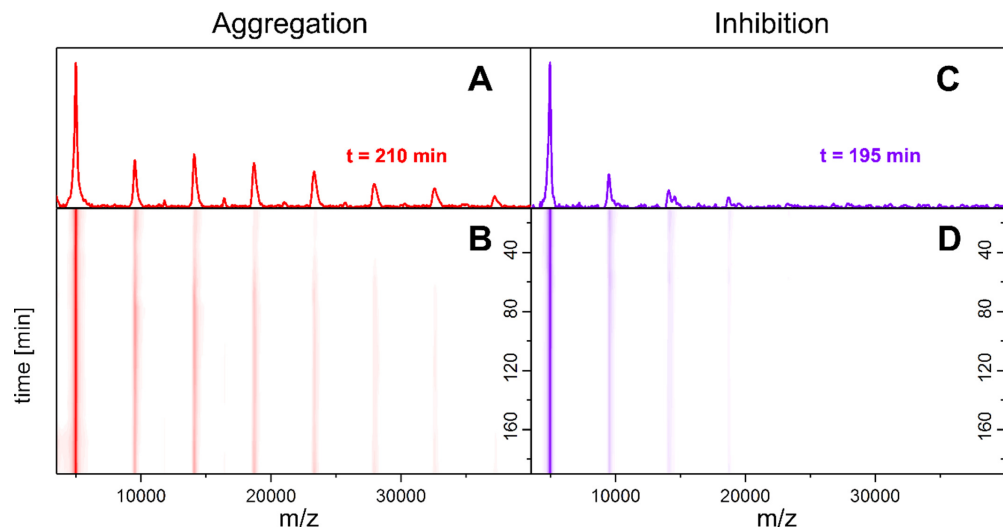 Aggregation
Inhibition
A
C
t = 210 min
t = 195 min
B
D
time [min]
40
80
120
160
40
80
120
160
10000
20000
30000
10000
20000
30000
m/z
m/z